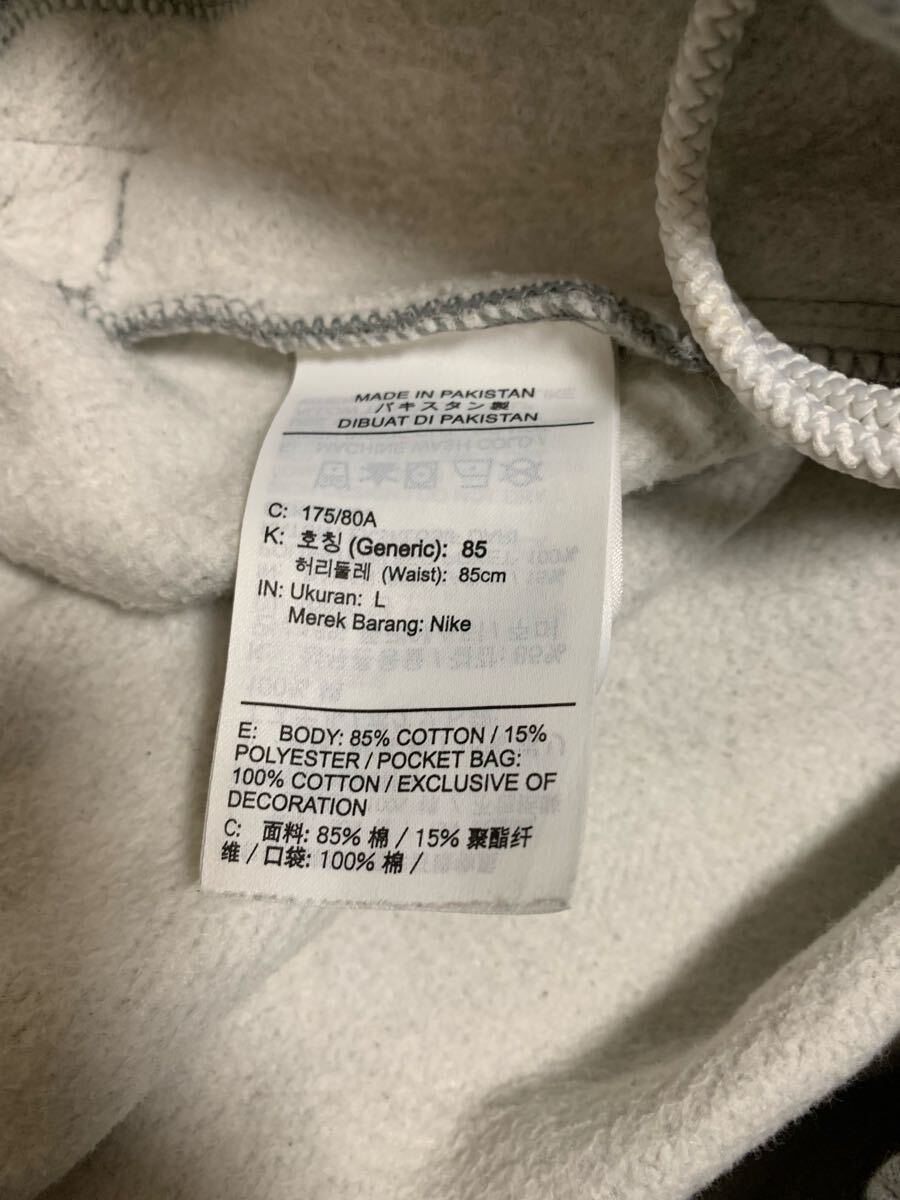 MADE IN PAKISTAN
パキスタン製
DIBUAT DI PAKISTAN
C: 175/80A
K: 호칭 (Generic): 85
허리둘레 (Waist): 85cm
IN: Ukuran: L
Merek Barang: Nike
E: BODY: 85% COTTON / 15%
POLYESTER / POCKET BAG:
100% COTTON / EXCLUSIVE OF
DECORATION
C: 面料: 85% 棉 / 15% 聚酯纤
维 / 口袋: 100% 棉 /